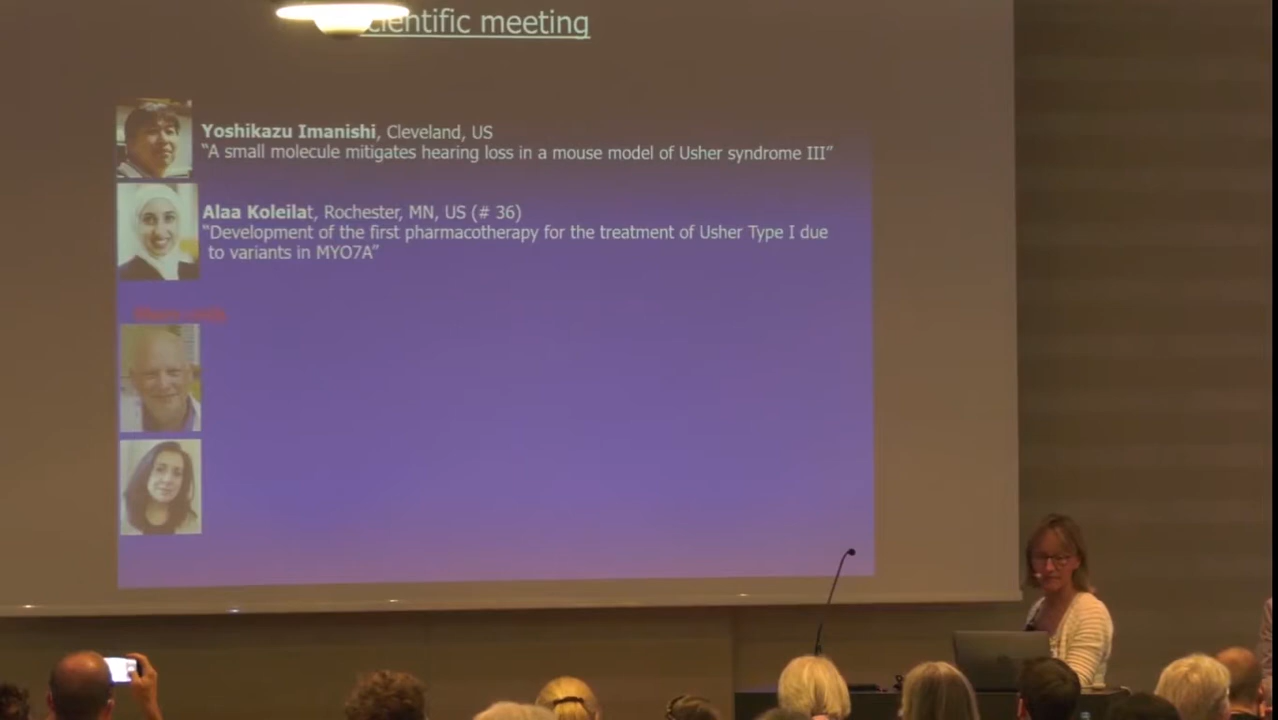 cientific meeting
Yoshikazu Imanishi, Cleveland, US
“A small molecule mitigates hearing loss in a mouse model of Usher syndrome III”
Alaa Koleilat, Rochester, MN, US (# 36)
“Development of the first pharmacotherapy for the treatment of Usher Type I due
to variants in MYO7A”